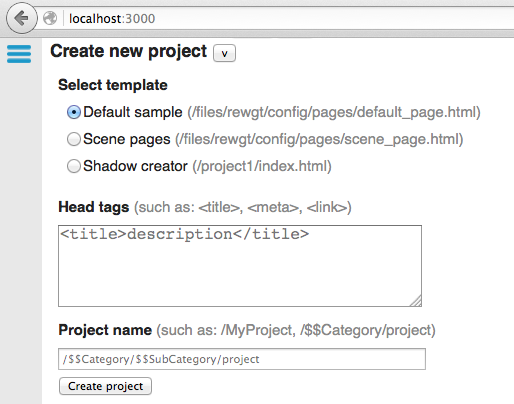 localhost:3000
Create new project v
Select template
Default sample (/files/rewgt/config/pages/default_page.html)
Scene pages (/files/rewgt/config/pages/scene_page.html)
Shadow creator (/project1/index.html)
Head tags (such as: <title>, <meta>, <link>)
<title>description</title>
Project name (such as: /MyProject, /$$Category/project)
/$$Category/$$SubCategory/project
Create project